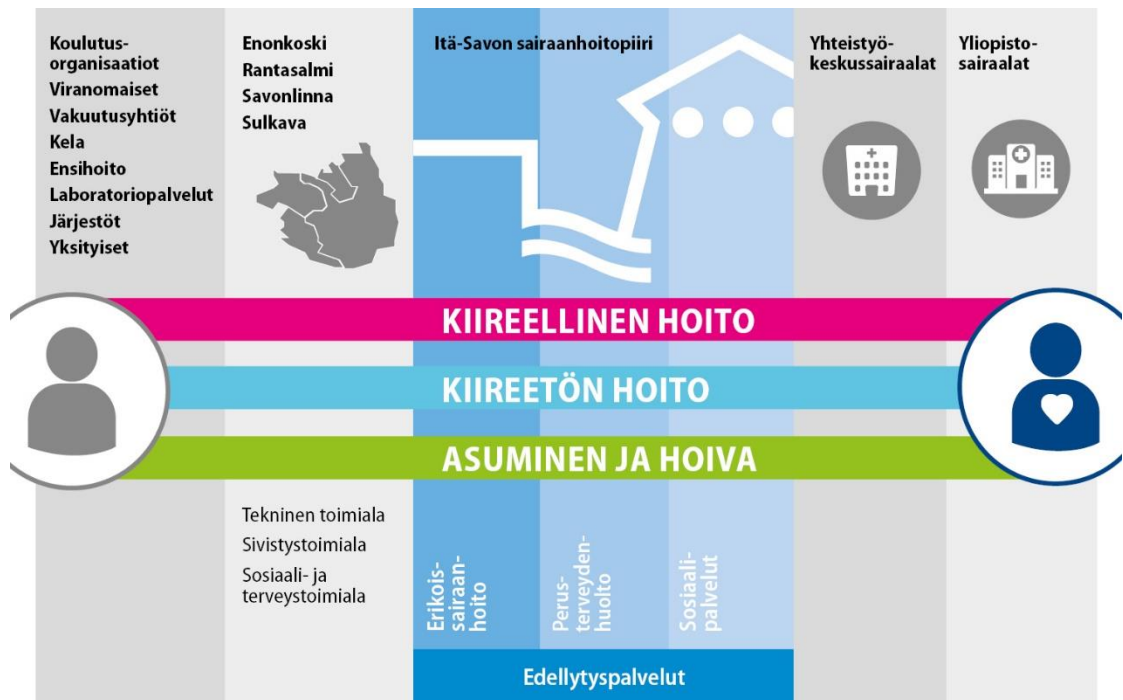 Koulutus-
organisaatiot
Viranomaiset
Vakuutusyhtiöt
Kela
Ensihoito
Laboratoriopalvelut
Järjestöt
Yksityiset
Enonkoski
Rantasalmi
Savonlinna
Sulkava
Itä-Savon sairaanhoitopiiri
Yhteistyö-
keskussairaalat
Yliopisto-
sairaalat
KIIREELLINEN HOITO
KIIREETÖN HOITO
ASUMINEN JA HOIVA
Tekninen toimiala
Sivistystoimiala
Sosiaali- ja
terveystoimiala
Erikois-
sairaan-
hoito
Perus-
terveyden-
huolto
Sosiaali-
palvelut
Edellytyspalvelut